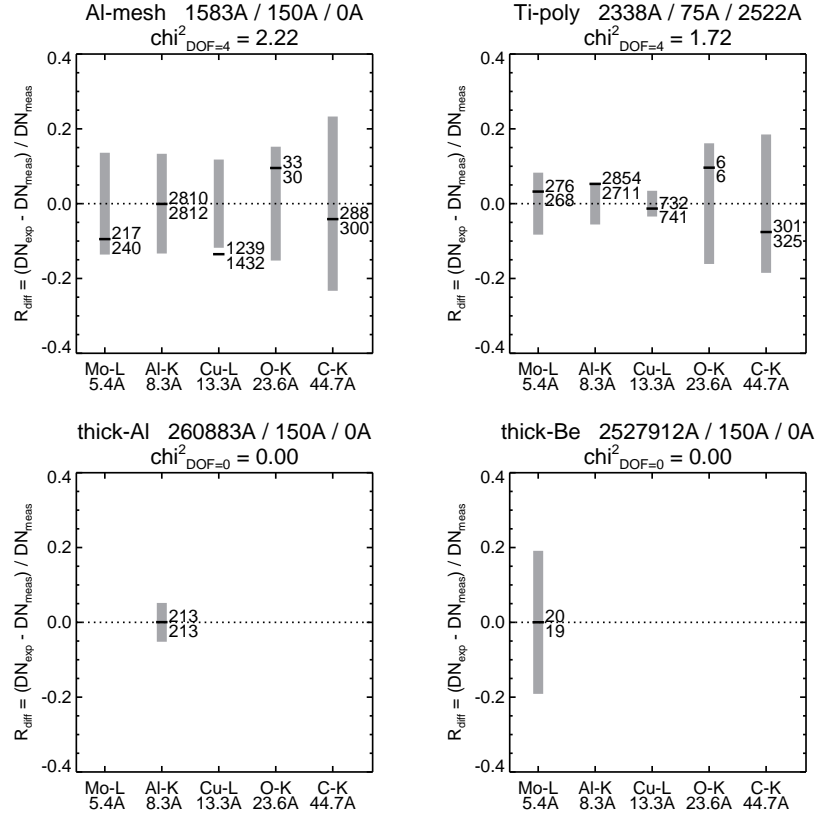 Al-mesh 1583A / 150A / 0A
chi²DOF=4 = 2.22
Rdiff = (DNexp - DNmeas) / DNmeas
0.4
0.2
0.0
-0.2
-0.4
217
240
2810
2812
1239
1432
33
30
288
300
Mo-L Al-K Cu-L O-K C-K
5.4A 8.3A 13.3A 23.6A 44.7A
Ti-poly 2338A / 75A / 2522A
chi²DOF=4 = 1.72
Rdiff = (DNexp - DNmeas) / DNmeas
0.4
0.2
0.0
-0.2
-0.4
276
268
2854
2711
732
741
6
6
301
325
Mo-L Al-K Cu-L O-K C-K
5.4A 8.3A 13.3A 23.6A 44.7A
thick-Al 260883A / 150A / 0A
chi²DOF=0 = 0.00
Rdiff = (DNexp - DNmeas) / DNmeas
0.4
0.2
0.0
-0.2
-0.4
213
213
Mo-L Al-K Cu-L O-K C-K
5.4A 8.3A 13.3A 23.6A 44.7A
thick-Be 2527912A / 150A / 0A
chi²DOF=0 = 0.00
Rdiff = (DNexp - DNmeas) / DNmeas
0.4
0.2
0.0
-0.2
-0.4
20
19
Mo-L Al-K Cu-L O-K C-K
5.4A 8.3A 13.3A 23.6A 44.7A